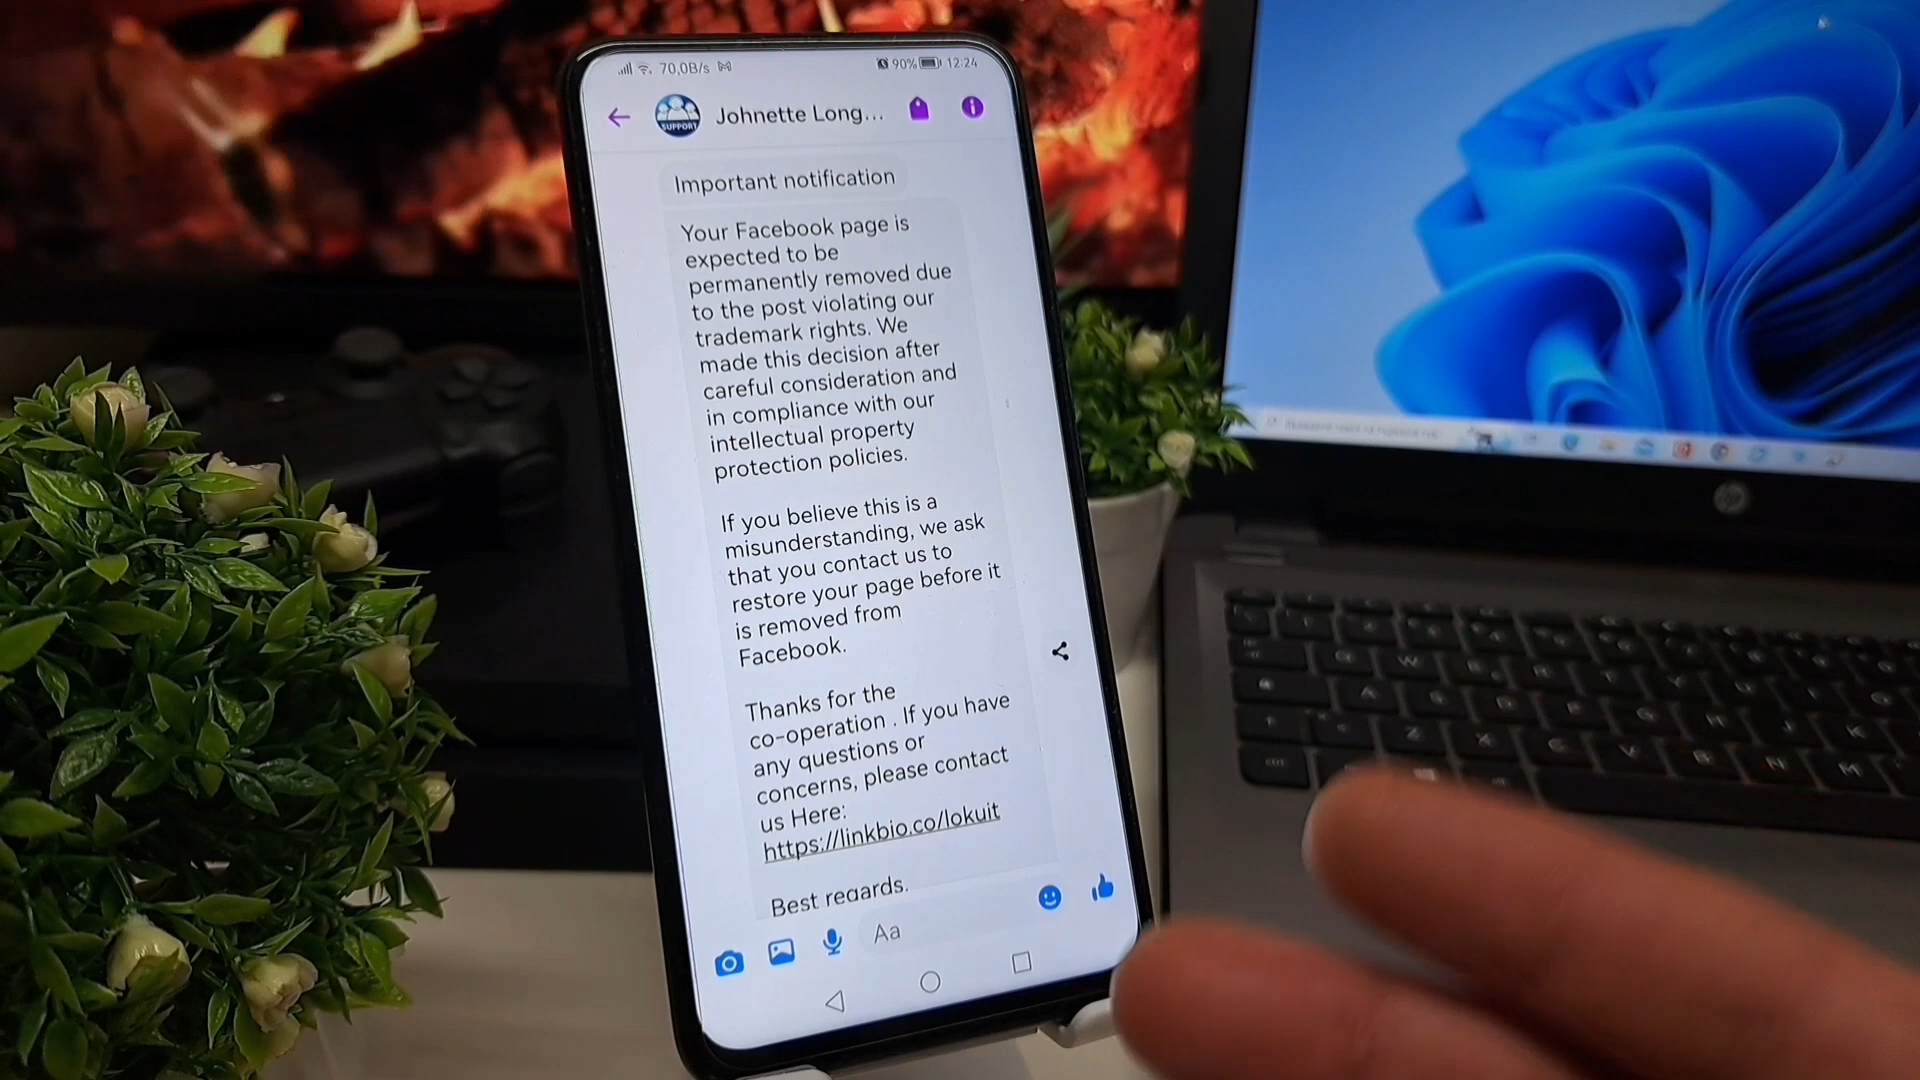 70,0B/s
90% 12:24
SUPPORT
Johnette Long...
Important notification
Your Facebook page is
expected to be
permanently removed due
to the post violating our
trademark rights. We
made this decision after
careful consideration and
in compliance with our
intellectual property
protection policies.
If you believe this is a
misunderstanding, we ask
that you contact us to
restore your page before it
is removed from
Facebook.
Thanks for the
co-operation . If you have
any questions or
concerns, please contact
us Here:
https://linkbio.co/lokuit
Best regards.
Aa
hp